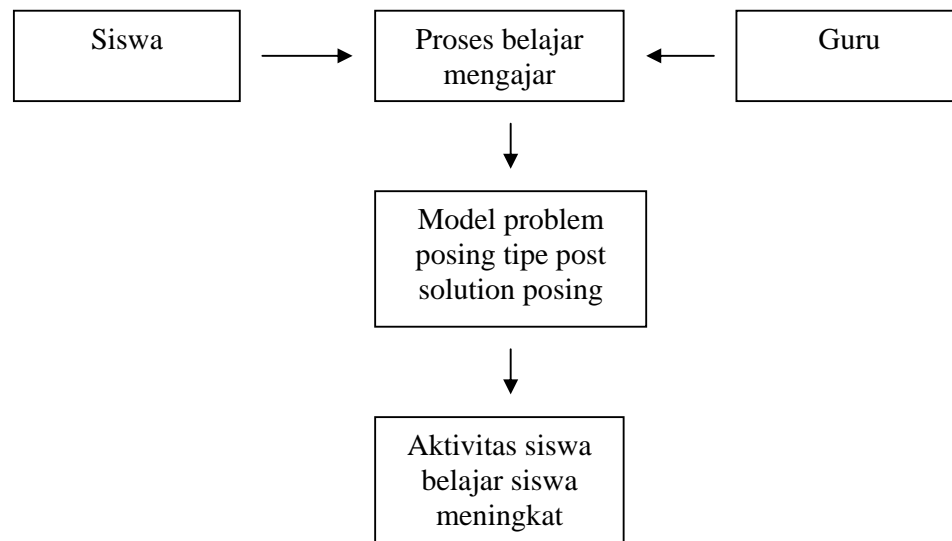 Siswa
Proses belajar
mengajar
Guru
Model problem
posing tipe post
solution posing
Aktivitas siswa
belajar siswa
meningkat